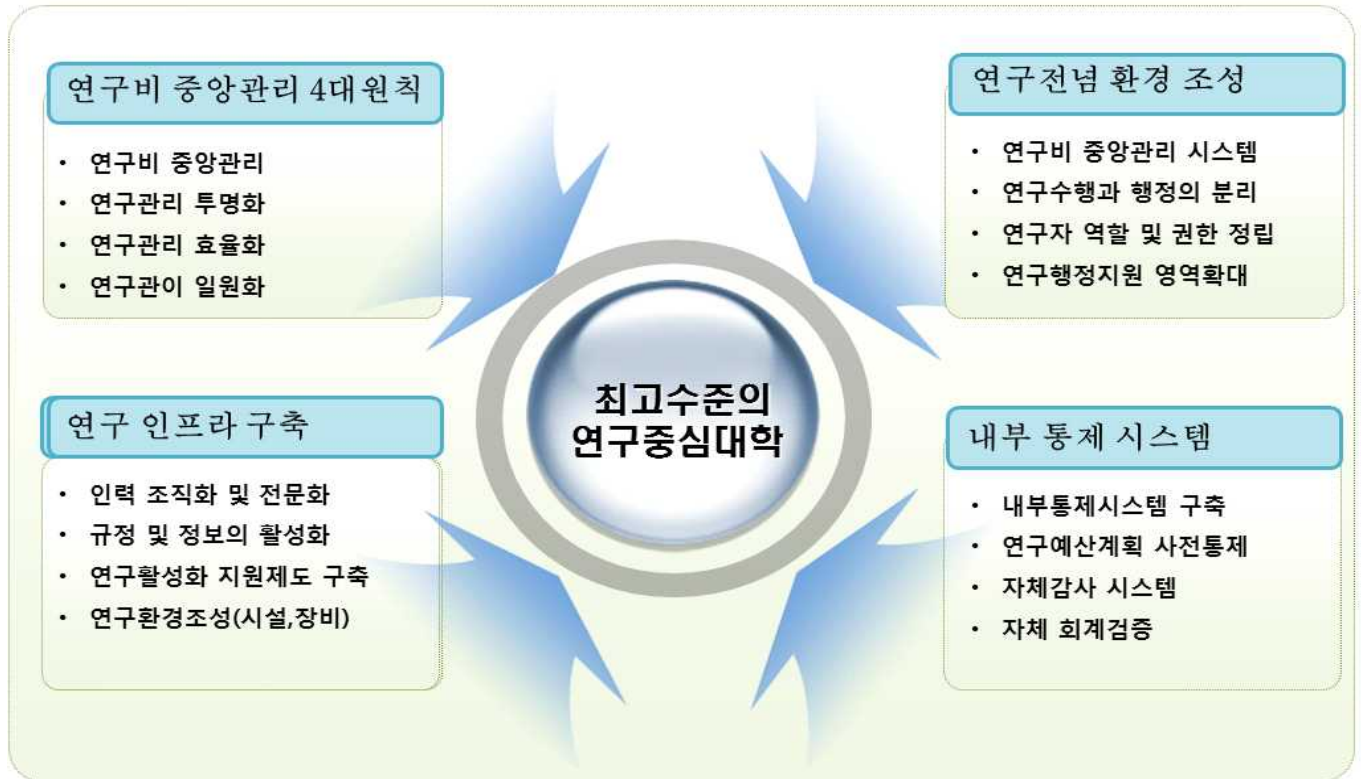 연구비 중앙관리 4대원칙
• 연구비 중앙관리
• 연구관리 투명화
• 연구관리 효율화
• 연구관이 일원화
연구전념 환경 조성
• 연구비 중앙관리 시스템
• 연구수행과 행정의 분리
• 연구자 역할 및 권한 정립
• 연구행정지원 영역확대
최고수준의
연구중심대학
연구 인프라 구축
• 인력 조직화 및 전문화
• 규정 및 정보의 활성화
• 연구활성화 지원제도 구축
• 연구환경조성(시설,장비)
내부 통제 시스템
• 내부통제시스템 구축
• 연구예산계획 사전통제
• 자체감사 시스템
• 자체 회계검증